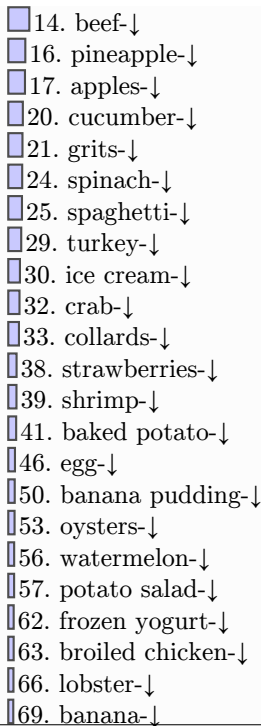 14. beef-↓
16. pineapple-↓
17. apples-↓
20. cucumber-↓
21. grits-↓
24. spinach-↓
25. spaghetti-↓
29. turkey-↓
30. ice cream-↓
32. crab-↓
33. collards-↓
38. strawberries-↓
39. shrimp-↓
41. baked potato-↓
46. egg-↓
50. banana pudding-↓
53. oysters-↓
56. watermelon-↓
57. potato salad-↓
62. frozen yogurt-↓
63. broiled chicken-↓
66. lobster-↓
69. banana-↓